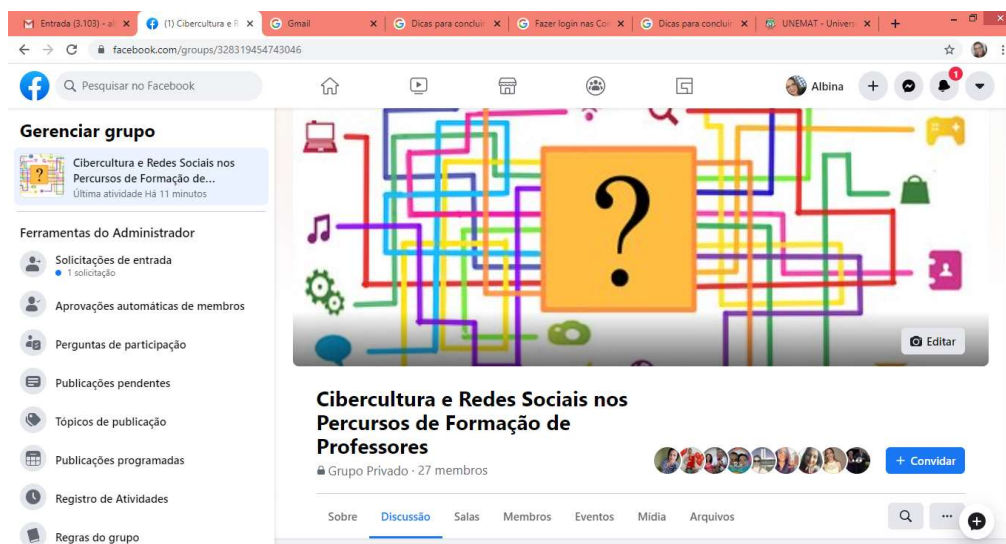 Entrada (3.103) - al
(1) Cibercultura e R
Gmail
Dicas para concluir
Fazer login nas Con
Dicas para concluir
UNEMAT - Univers
facebook.com/groups/328319454743046
Pesquisar no Facebook
Albina
1
Gerenciar grupo
Cibercultura e Redes Sociais nos
Percursos de Formação de...
Última atividade Há 11 minutos
Ferramentas do Administrador
Solicitações de entrada
1 solicitação
Aprovações automáticas de membros
Perguntas de participação
Publicações pendentes
Tópicos de publicação
Publicações programadas
Registro de Atividades
Regras do grupo
?
?
Editar
Cibercultura e Redes Sociais nos
Percursos de Formação de
Professores
Grupo Privado · 27 membros
+ Convidar
Sobre
Discussão
Salas
Membros
Eventos
Mídia
Arquivos